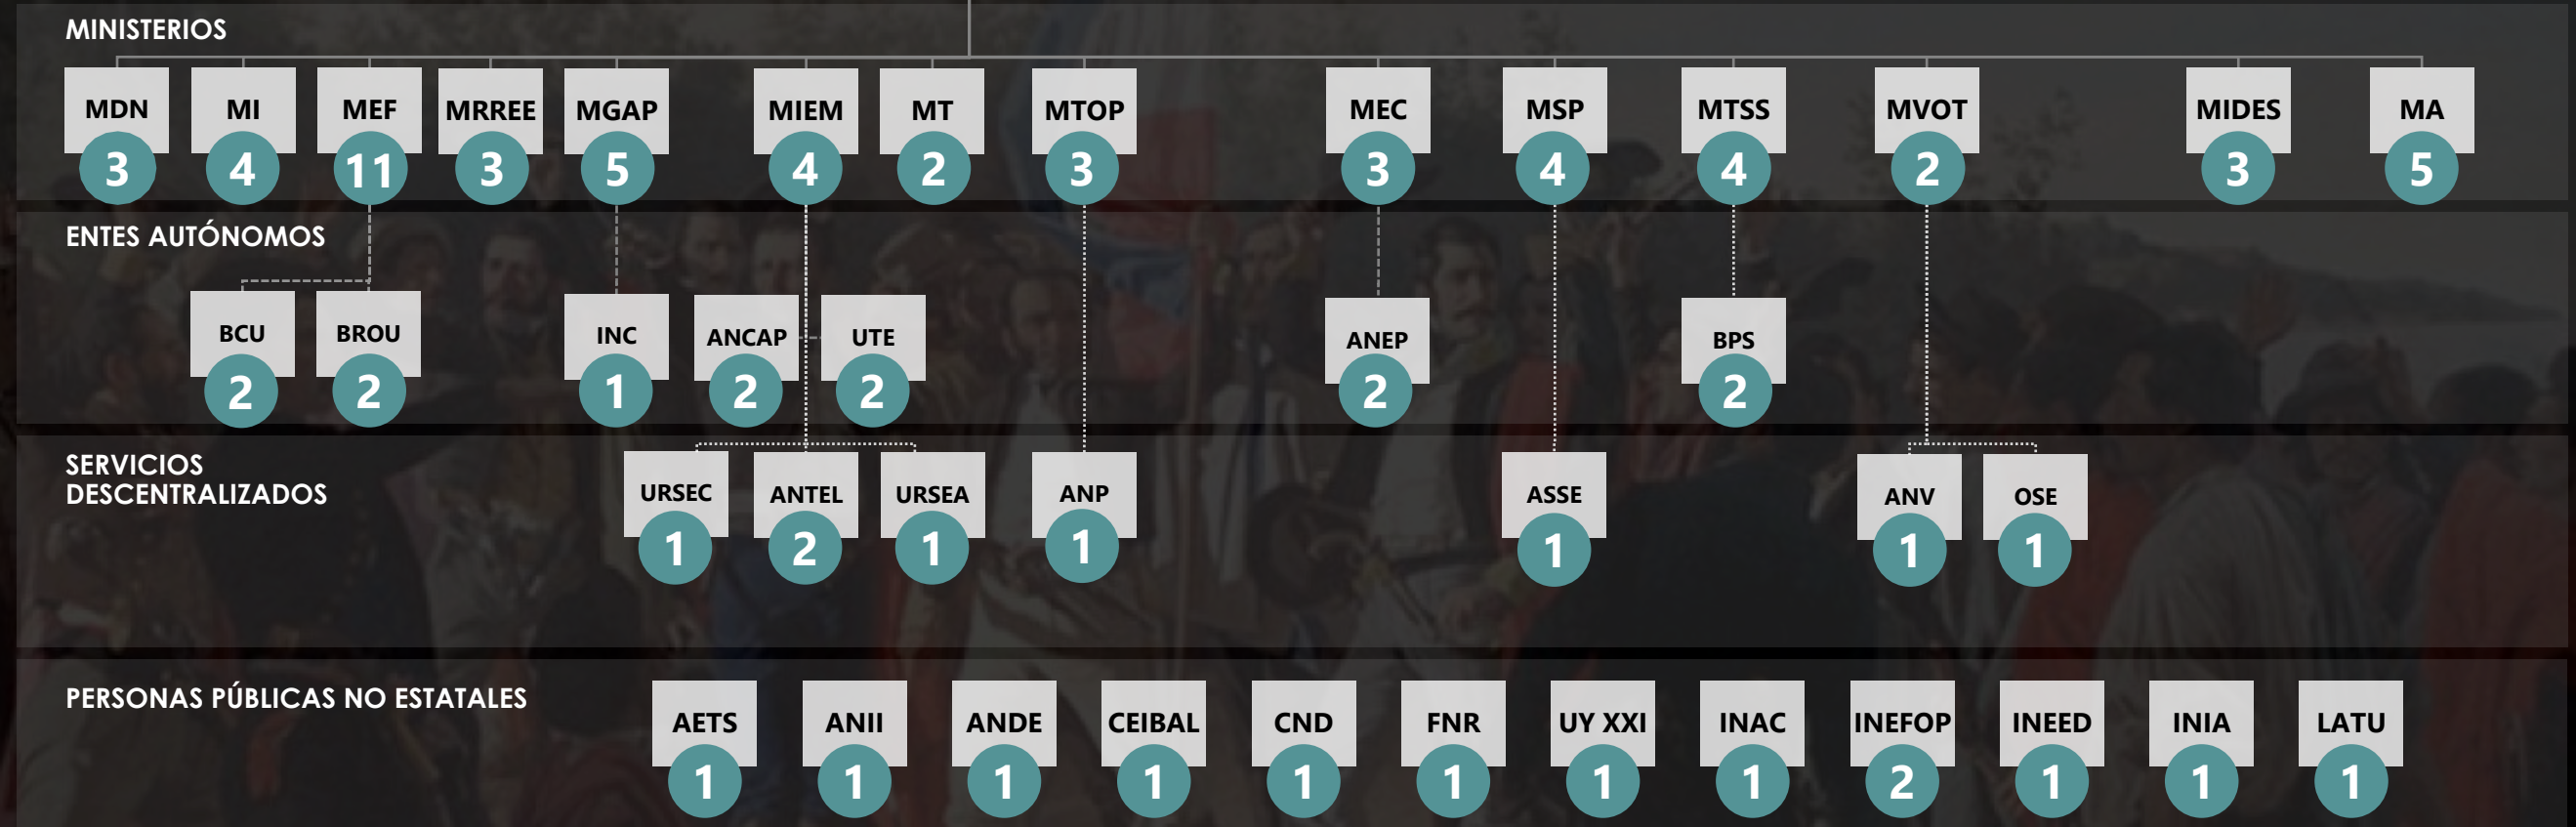 MINISTERIOS
MDN MI MEF MRREE MGAP MIEM MT MTOP MEC MSP MTSS MVOT MIDES MA
3 4 11 3 5 4 2 3 3 4 4 2 3 5
ENTES AUTÓNOMOS
BCU BROU INC ANCAP UTE ANEP BPS
2 2 1 2 2 2 2
SERVICIOS
DESCENTRALIZADOS
URSEC ANTEL URSEA ANP ASSE ANV OSE
1 2 1 1 1 1 1
PERSONAS PÚBLICAS NO ESTATALES
AETS ANII ANDE CEIBAL CND FNR UY XXI INAC INEFOP INEED INIA LATU
1 1 1 1 1 1 1 1 2 1 1 1